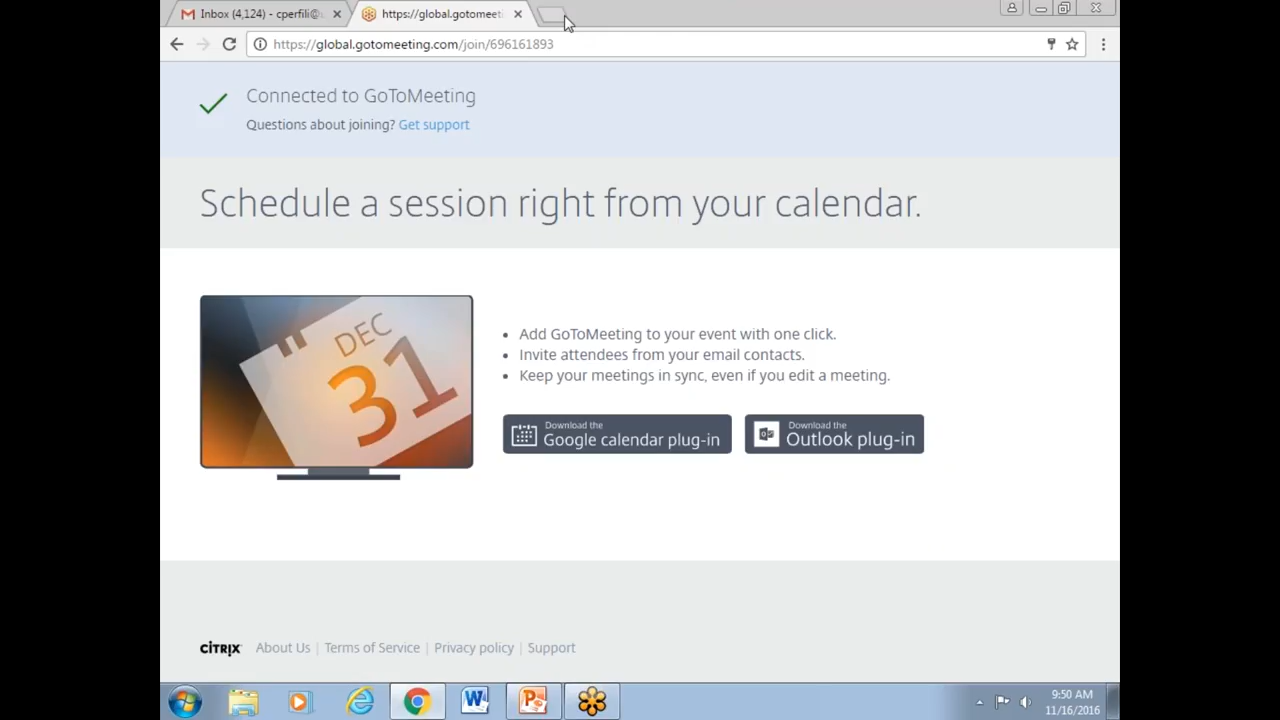 Inbox (4,124) - cperfili@
https://global.gotomeeti
https://global.gotomeeting.com/join/696161893
Connected to GoToMeeting
Questions about joining? Get support
Schedule a session right from your calendar.
DEC
31
• Add GoToMeeting to your event with one click.
• Invite attendees from your email contacts.
• Keep your meetings in sync, even if you edit a meeting.
Download the
Google calendar plug-in
Download the
Outlook plug-in
CITRIX About Us | Terms of Service | Privacy policy | Support
9:50 AM
11/16/2016